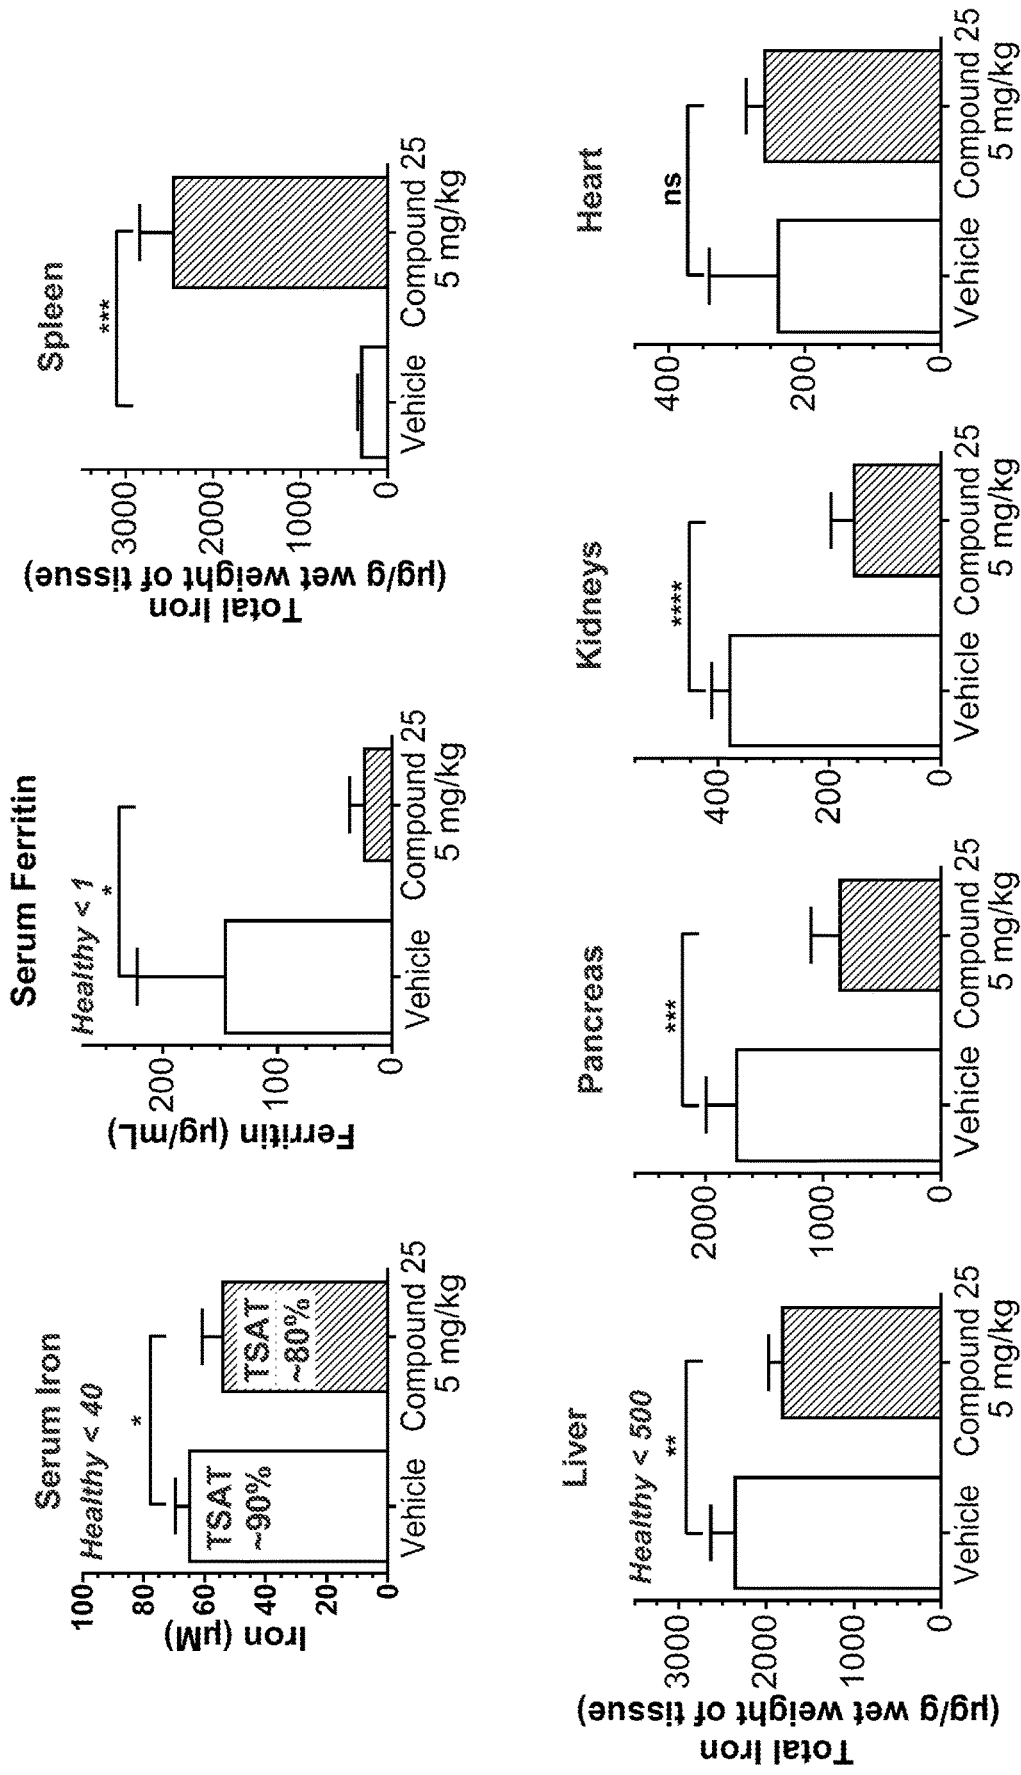 Serum Iron
Healthy < 40
*
Iron (µM)
100
80
60
40
20
0
TSAT
~90%
TSAT
~80%
Vehicle
Compound 25
5 mg/kg
Serum Ferritin
Healthy < 1
*
Ferritin (µg/mL)
200
100
0
Vehicle
Compound 25
5 mg/kg
Spleen
***
Total Iron
(µg/g wet weight of tissue)
3000
2000
1000
0
Vehicle
Compound 25
5 mg/kg
Liver
Healthy < 500
**
Total Iron
(µg/g wet weight of tissue)
3000
2000
1000
0
Vehicle
Compound 25
5 mg/kg
Pancreas
***
2000
1000
0
Vehicle
Compound 25
5 mg/kg
Kidneys
****
400
200
0
Vehicle
Compound 25
5 mg/kg
Heart
ns
400
200
0
Vehicle
Compound 25
5 mg/kg